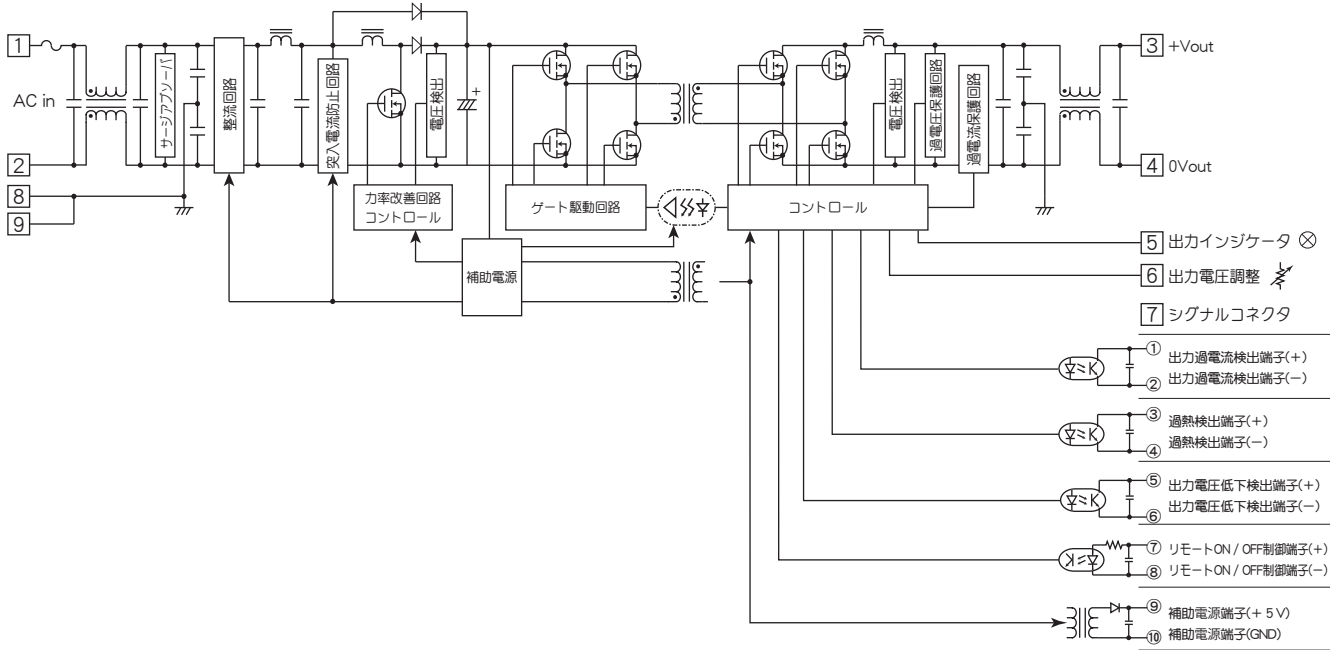 1
AC in
2
8
9
サージアブソーバ
整流回路
突入電流防止回路
電圧検出
+
力率改善回路
コントロール
補助電源
ゲート駆動回路
コントロール
電圧検出
過電圧保護回路
過電流保護回路
3 +Vout
4 0Vout
5 出力インジケータ
6 出力電圧調整
7 シグナルコネクタ
① 出力過電流検出端子(+)
② 出力過電流検出端子(−)
③ 過熱検出端子(+)
④ 過熱検出端子(−)
⑤ 出力電圧低下検出端子(+)
⑥ 出力電圧低下検出端子(−)
⑦ リモートON / OFF制御端子(+)
⑧ リモートON / OFF制御端子(−)
⑨ 補助電源端子(+ 5 V)
⑩ 補助電源端子(GND)